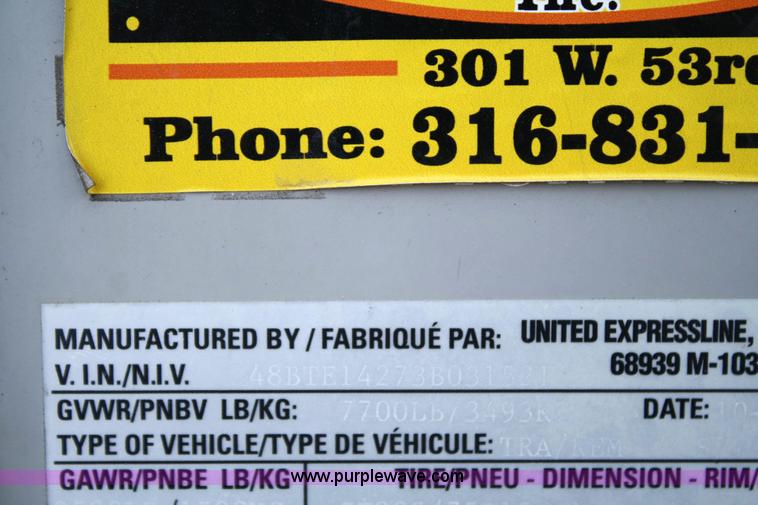 Inc.
301 W. 53rd
Phone: 316-831-
MANUFACTURED BY / FABRIQUÉ PAR: UNITED EXPRESSLINE,
68939 M-103
V. I.N./N.I.V.
GVWR/PNBV LB/KG: 7700LB/3493K DATE: 10-
TYPE OF VEHICLE/TYPE DE VÉHICULE: TRA/REM
GAWR/PNBE LB/KG TIRE/PNEU - DIMENSION - RIM/
www.purplewave.com